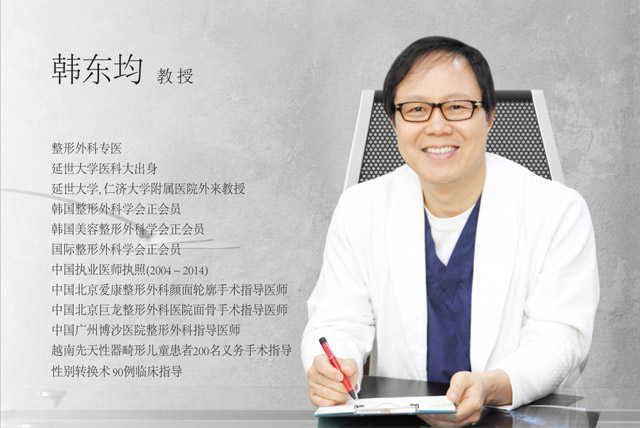 韩东均 教授
整形外科专医
延世大学医科大出身
延世大学,仁济大学附属医院外来教授
韩国整形外科学会正会员
韩国美容整形外科学会正会员
国际整形外科学会正会员
中国执业医师执照(2004~2014)
中国北京爱康整形外科颜面轮廓手术指导医师
中国北京巨龙整形外科医院面骨手术指导医师
中国广州博沙医院整形外科指导医师
越南先天性器畸形儿童患者200名义务手术指导
性别转换术 90例临床指导